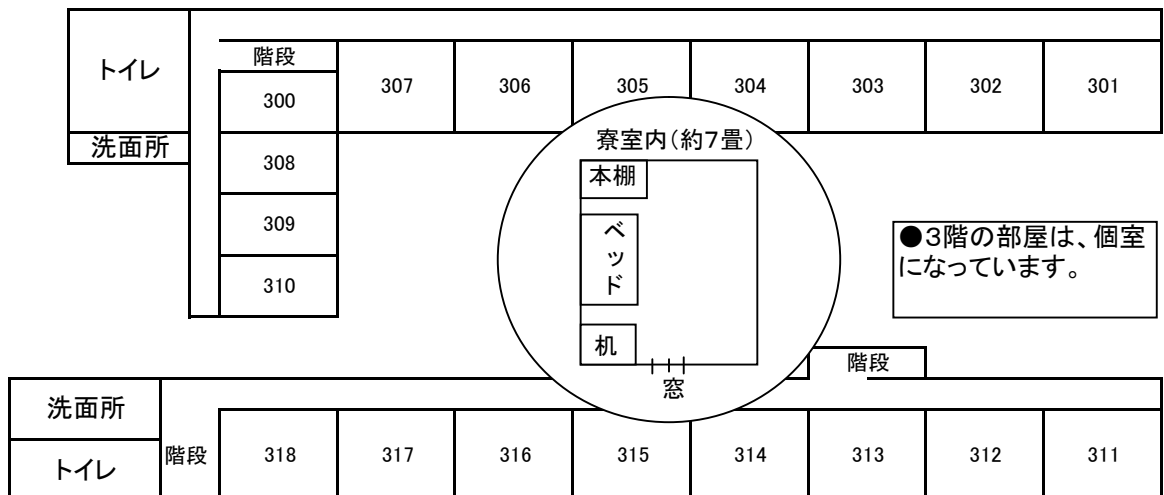 トイレ
階段
300
307
306
305
304
303
302
301
洗面所
308
309
310
寮室内(約7畳)
本棚
ベッド
机
窓
●3階の部屋は、個室
になっています。
階段
洗面所
トイレ
階段
318
317
316
315
314
313
312
311